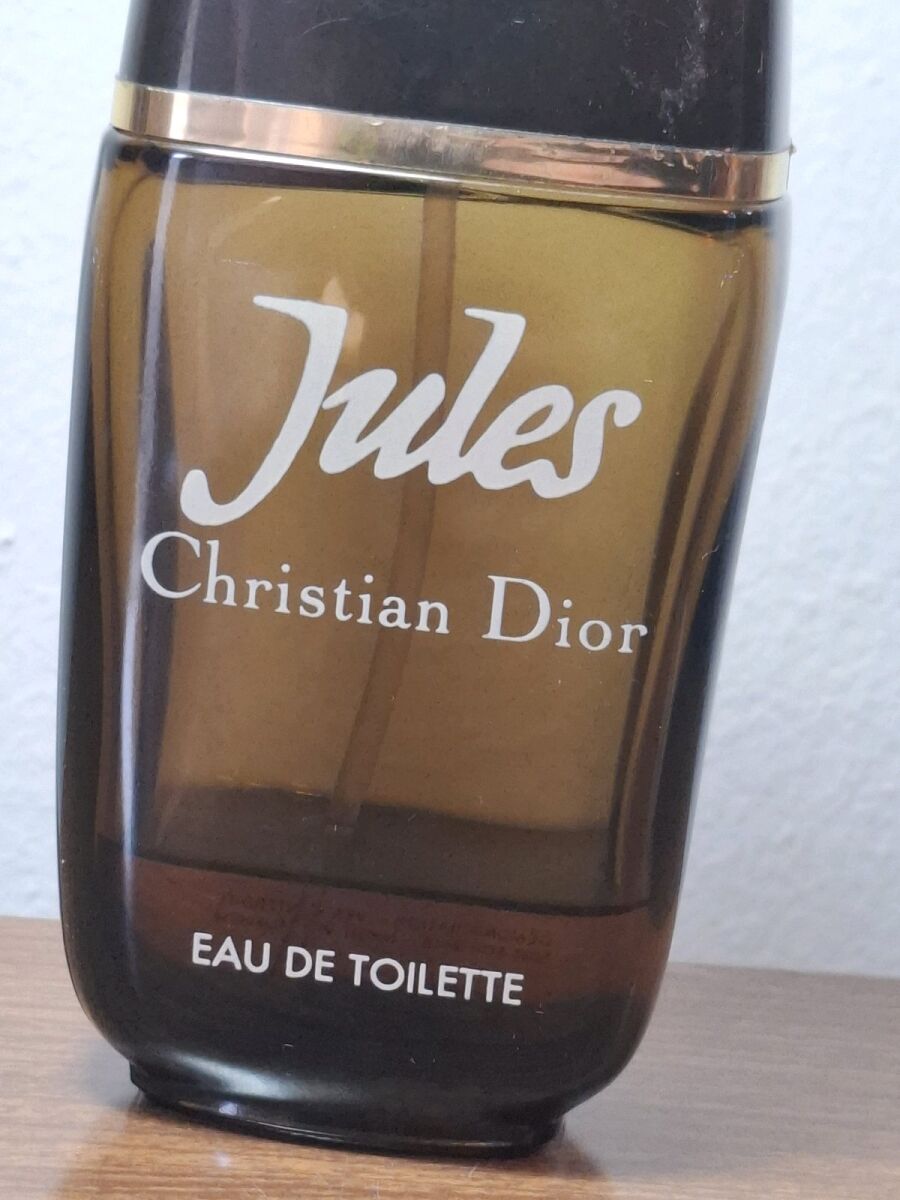 Jules
Christian Dior
EAU DE TOILETTE